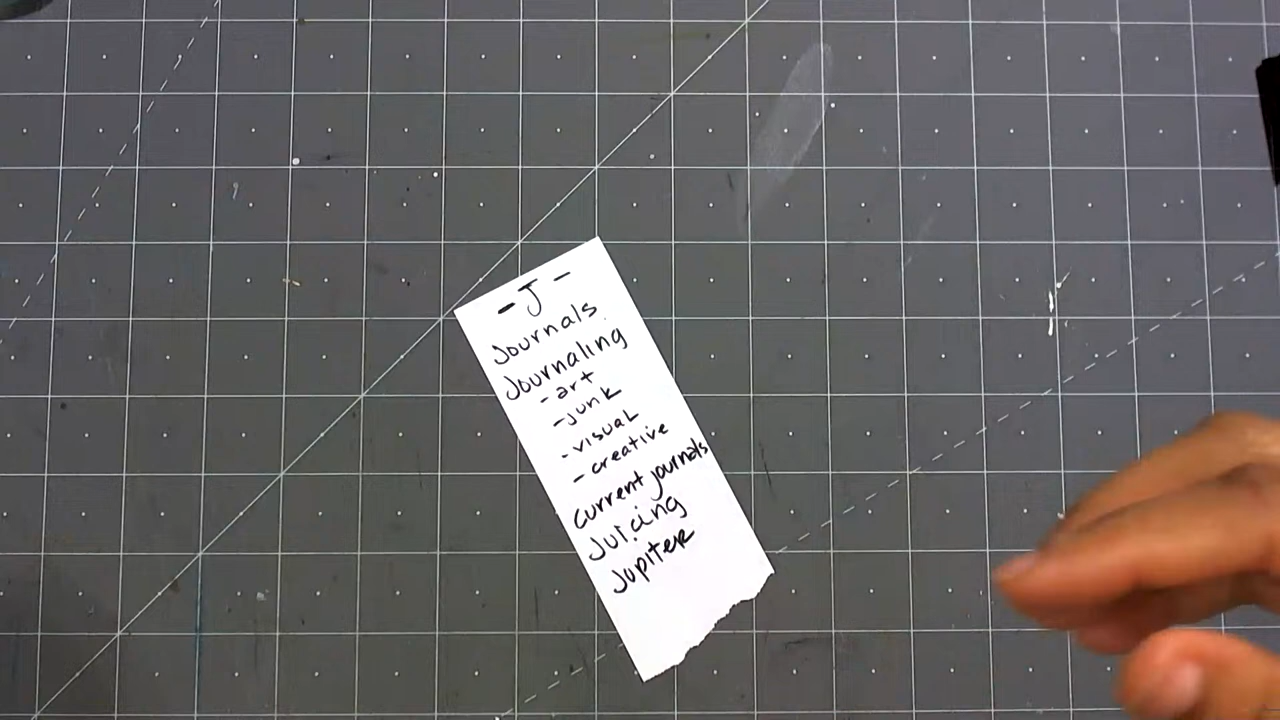 - J -
Journals
Journaling
- art
- junk
- visual
- creative
current journals
Juicing
Jupiter